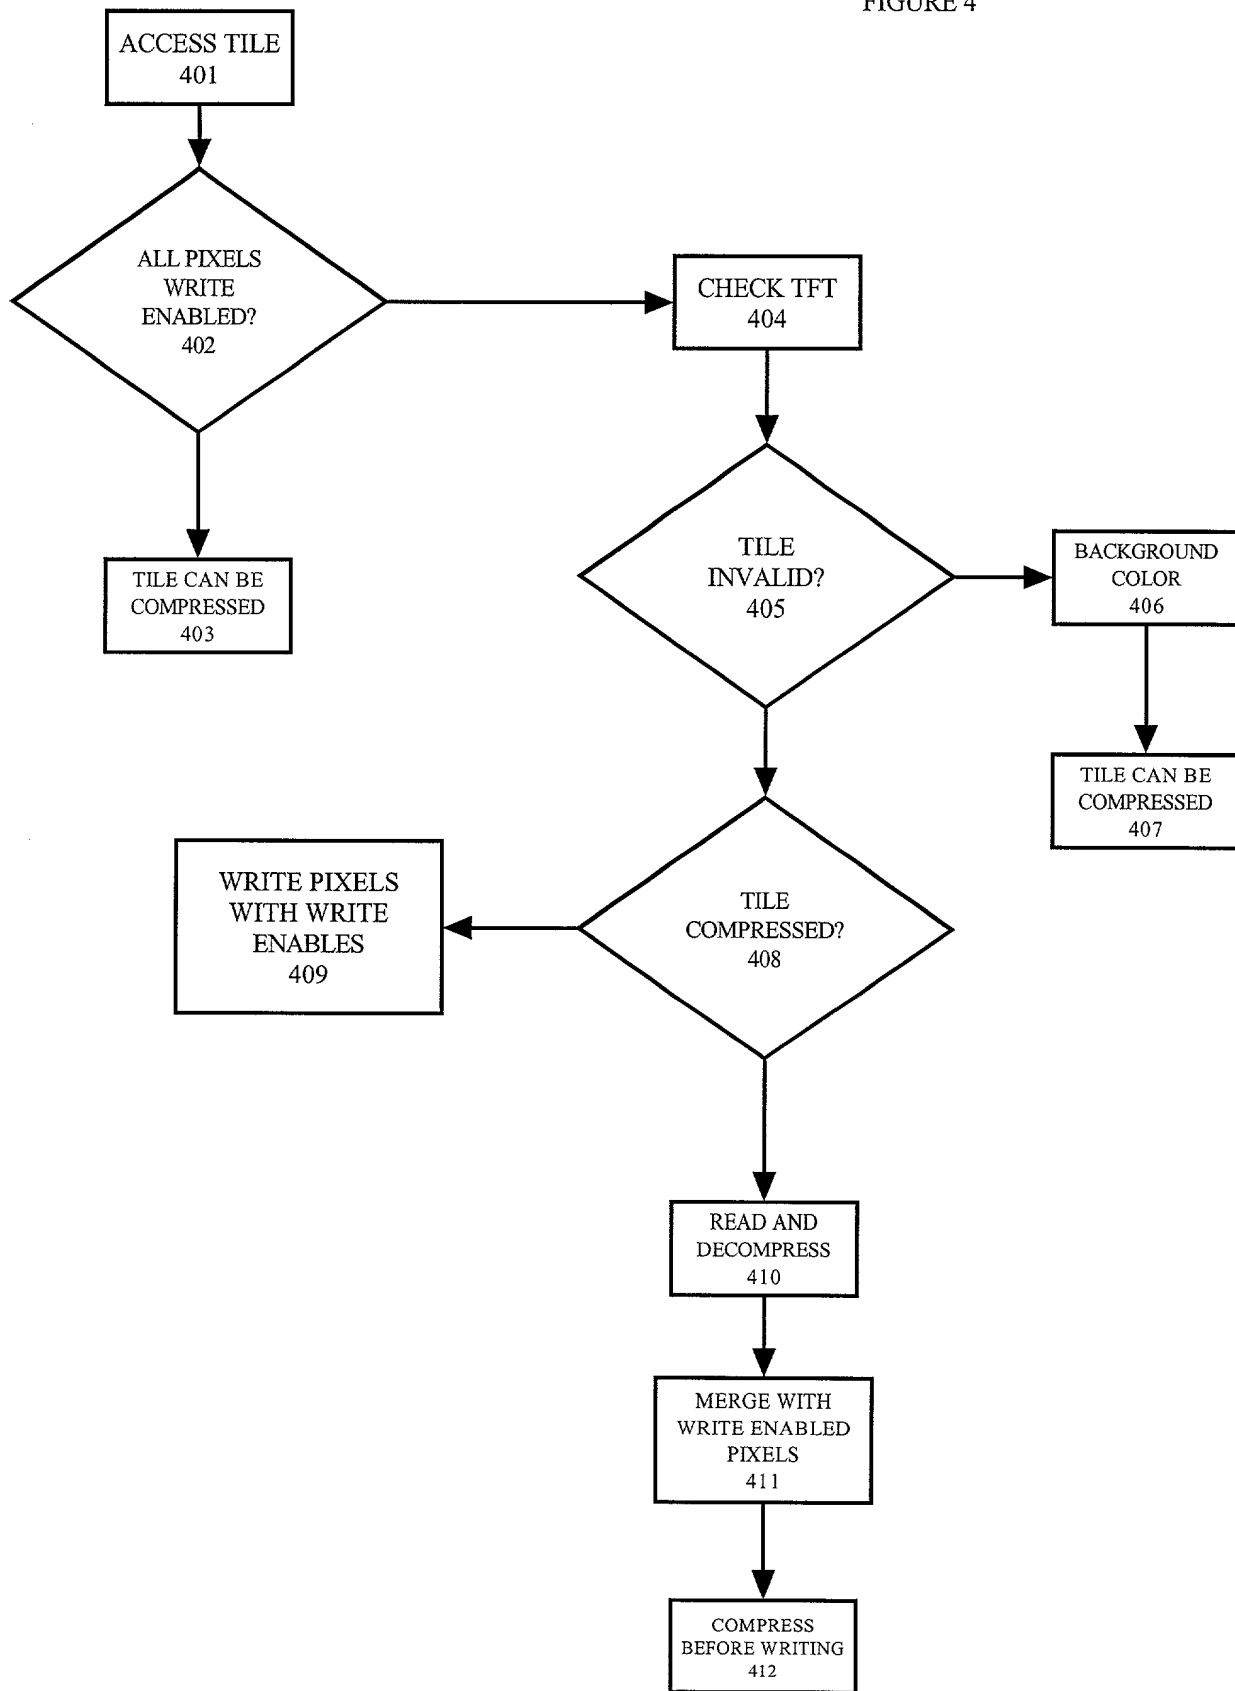 FIGURE 4
ACCESS TILE
401
ALL PIXELS
WRITE
ENABLED?
402
TILE CAN BE
COMPRESSED
403
CHECK TFT
404
TILE
INVALID?
405
BACKGROUND
COLOR
406
TILE CAN BE
COMPRESSED
407
TILE
COMPRESSED?
408
WRITE PIXELS
WITH WRITE
ENABLES
409
READ AND
DECOMPRESS
410
MERGE WITH
WRITE ENABLED
PIXELS
411
COMPRESS
BEFORE WRITING
412